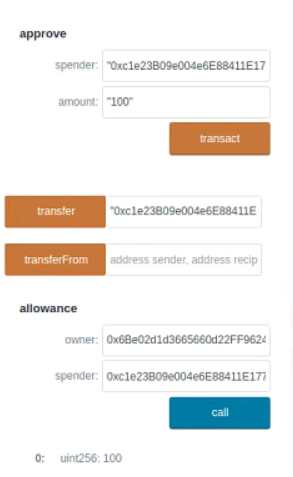 approve
spender: "0xc1e23B09e004e6E88411E17
amount: "100"
transact
transfer "0xc1e23B09e004e6E88411E
transferFrom address sender, address recip
allowance
owner: 0x6Be02d1d3665660d22FF9624
spender: 0xc1e23B09e004e6E88411E177
call
0: uint256: 100